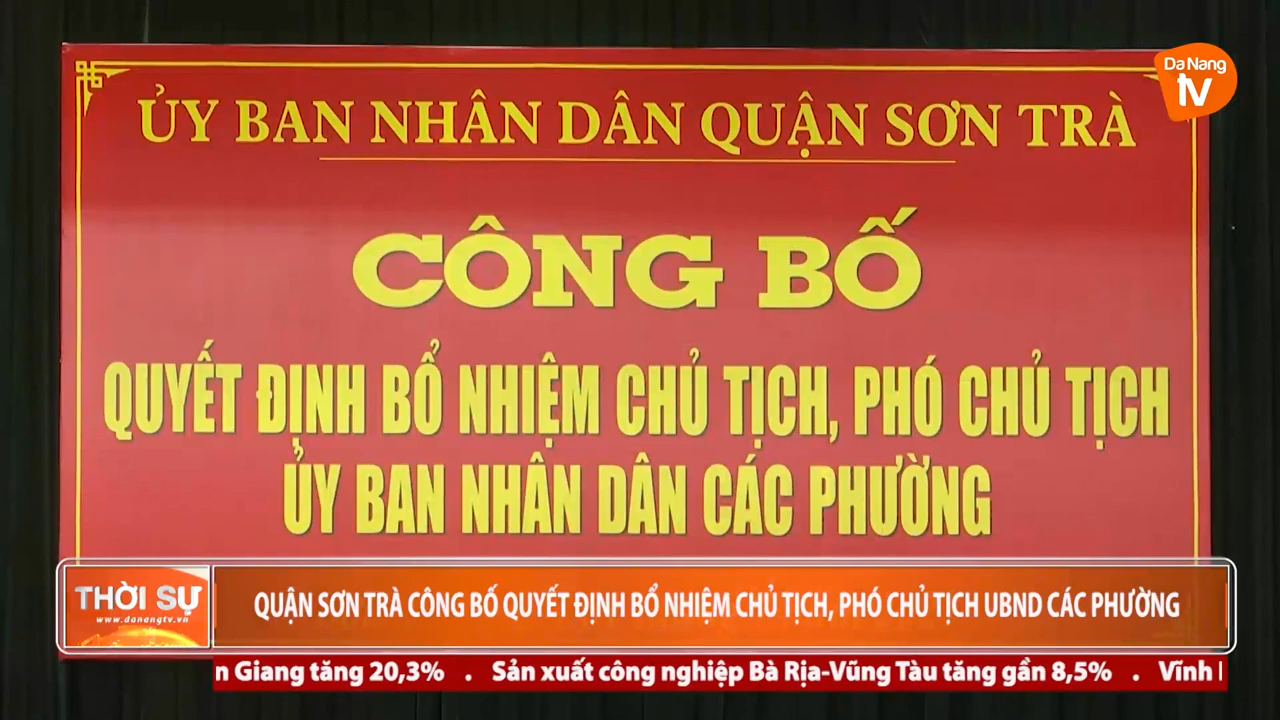 Da Nang
tv
ỦY BAN NHÂN DÂN QUẬN SƠN TRÀ
CÔNG BỐ
QUYẾT ĐỊNH BỔ NHIỆM CHỦ TỊCH, PHÓ CHỦ TỊCH
ỦY BAN NHÂN DÂN CÁC PHƯỜNG
THỜI SỰ
www.danangtv.vn
QUẬN SƠN TRÀ CÔNG BỐ QUYẾT ĐỊNH BỔ NHIỆM CHỦ TỊCH, PHÓ CHỦ TỊCH UBND CÁC PHƯỜNG
n Giang tăng 20,3% . Sản xuất công nghiệp Bà Rịa-Vũng Tàu tăng gần 8,5% . Vĩnh